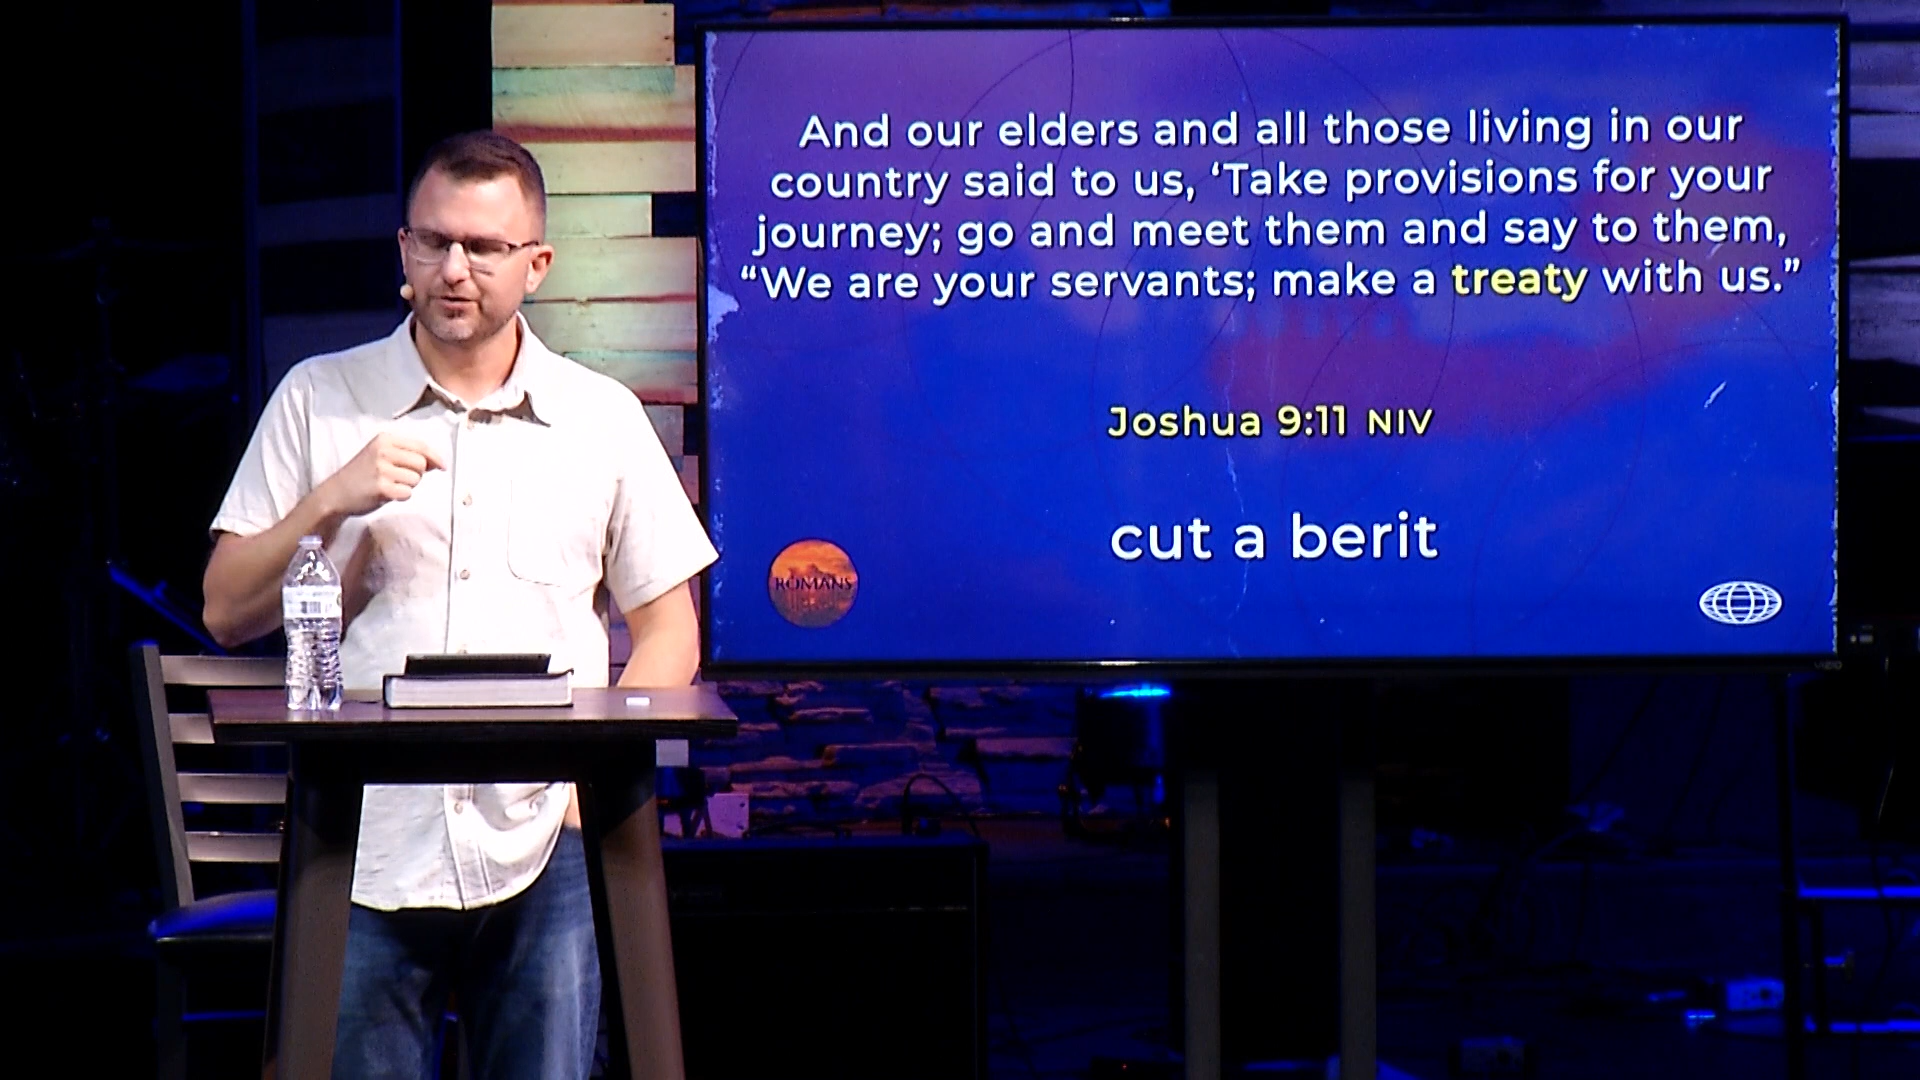 And our elders and all those living in our
country said to us, ‘Take provisions for your
journey; go and meet them and say to them,
“We are your servants; make a treaty with us.”
Joshua 9:11 NIV
cut a berit
ROMANS
VIZIO